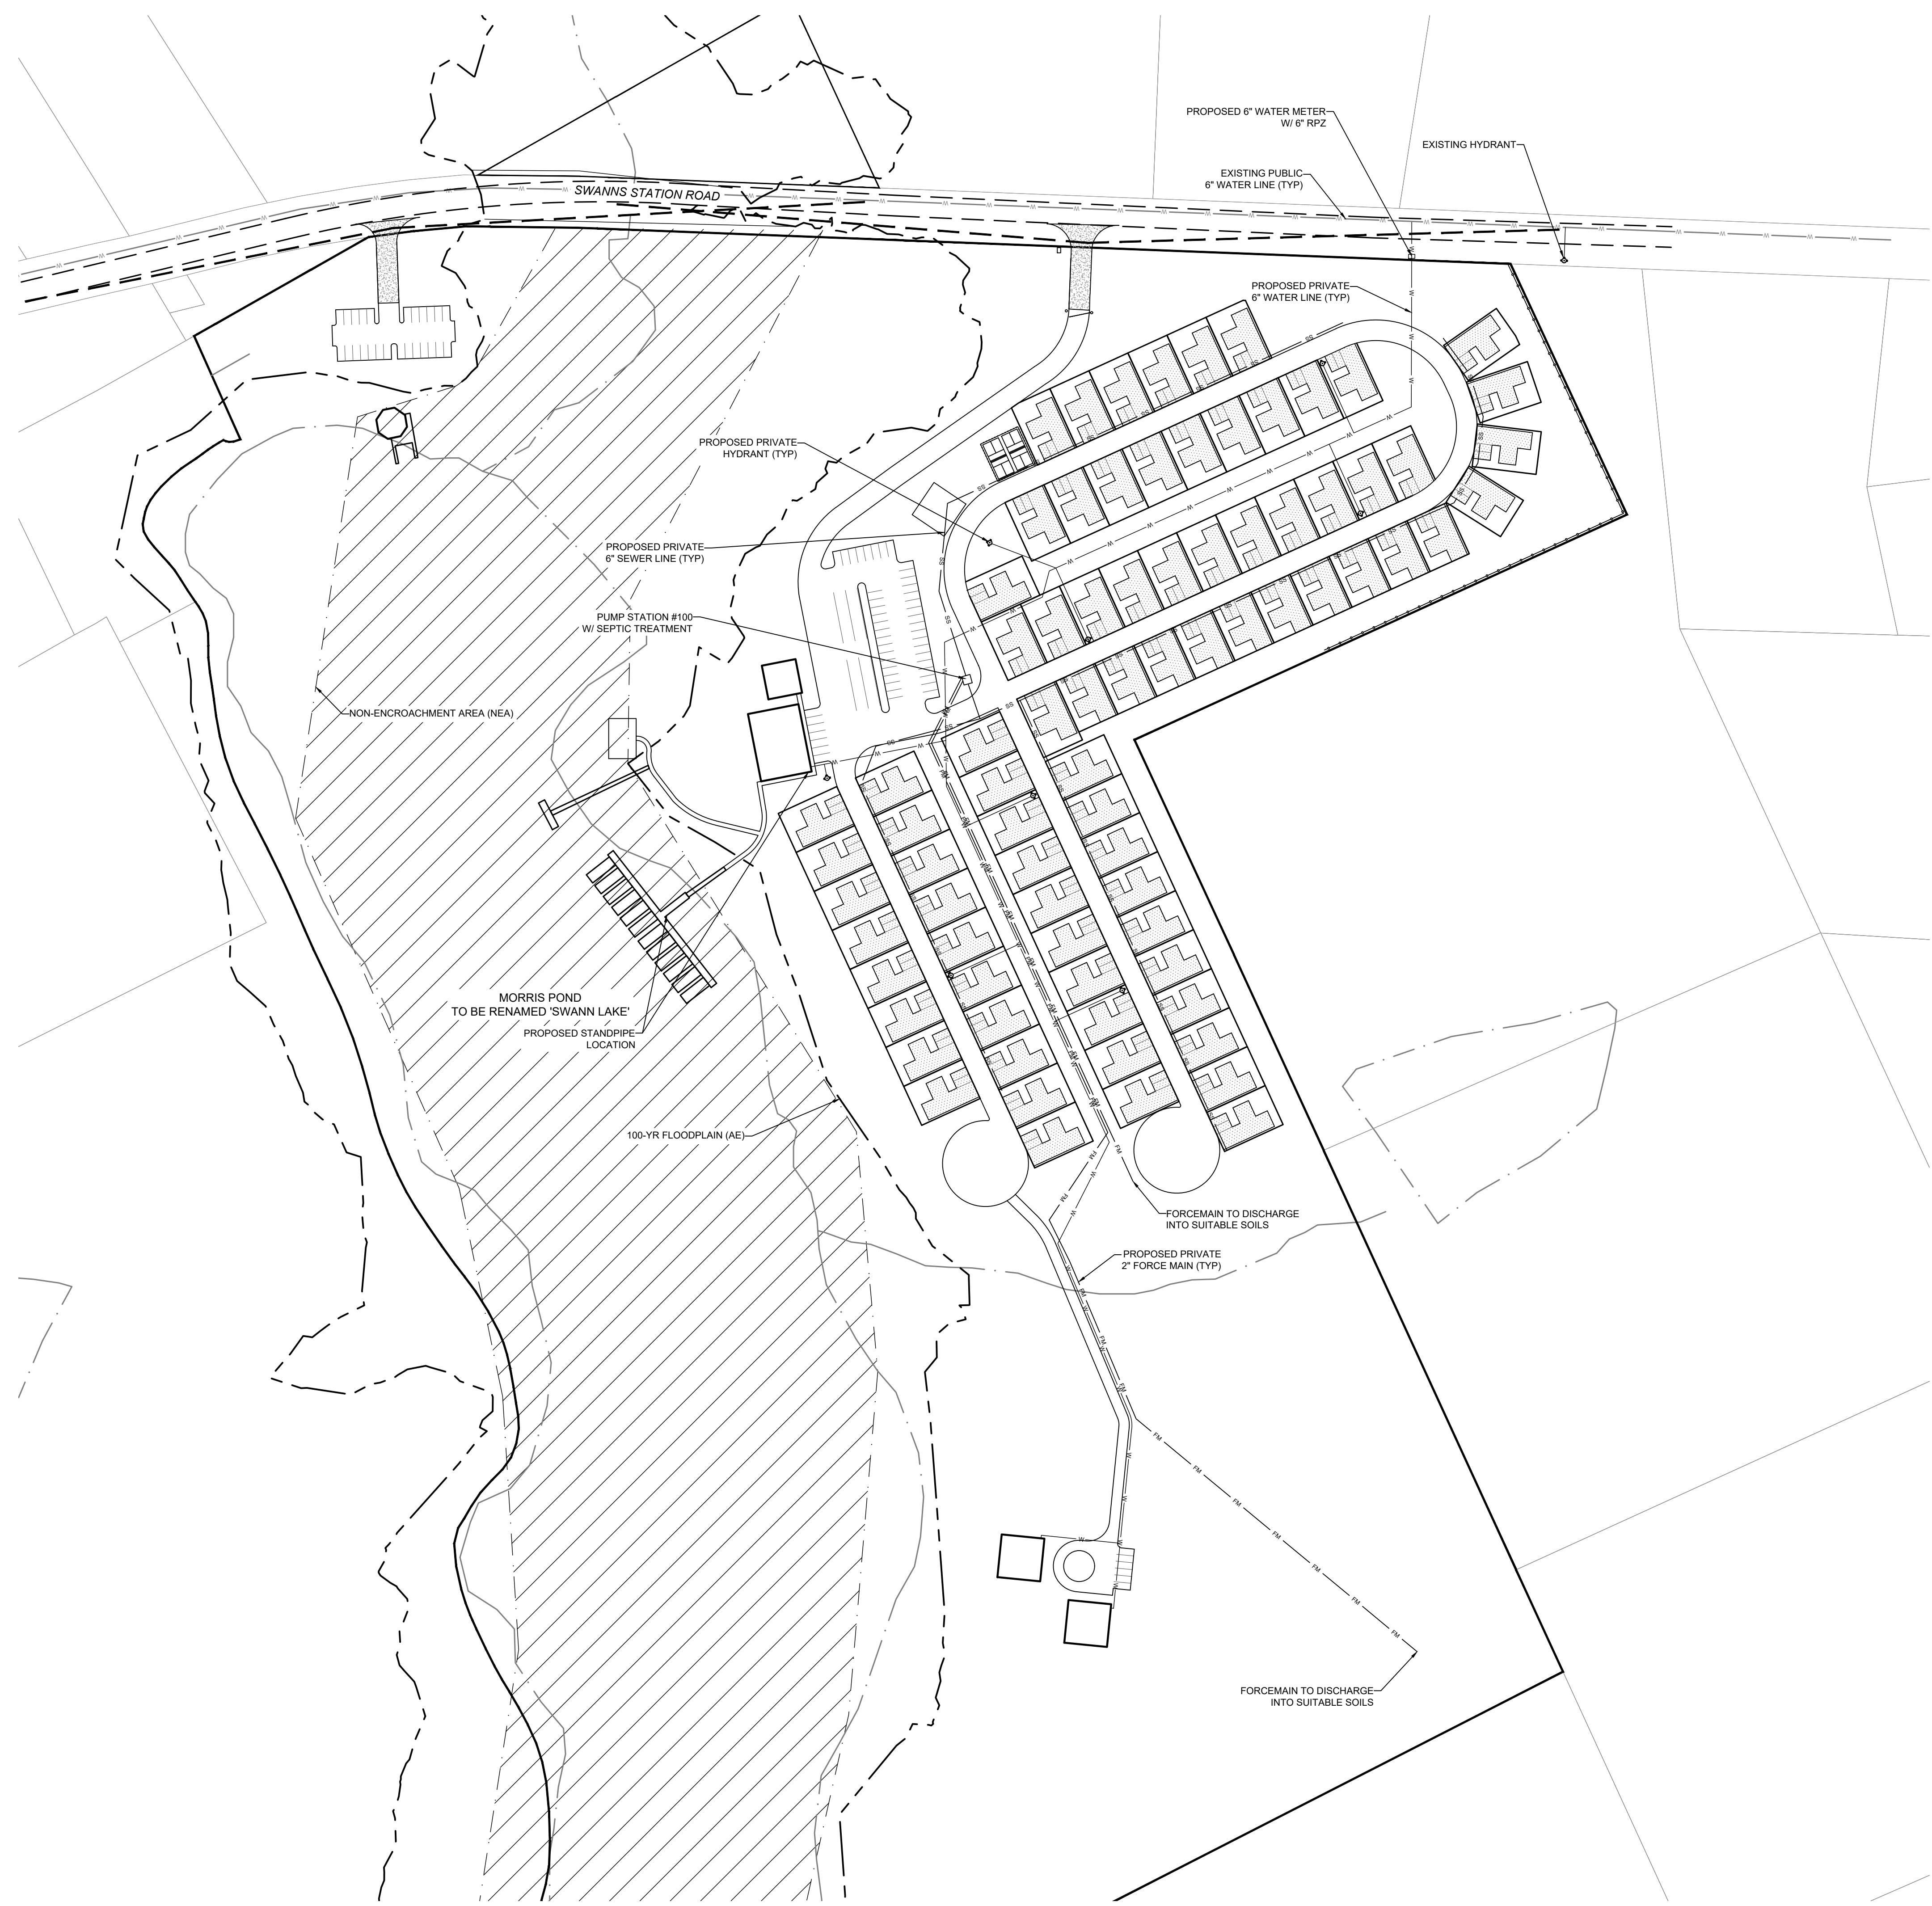 PROPOSED 6" WATER METER
W/ 6" RPZ
EXISTING HYDRANT
EXISTING PUBLIC
6" WATER LINE (TYP)
SWANNS STATION ROAD
PROPOSED PRIVATE
6" WATER LINE (TYP)
PROPOSED PRIVATE
HYDRANT (TYP)
PROPOSED PRIVATE
6" SEWER LINE (TYP)
PUMP STATION #100
W/ SEPTIC TREATMENT
NON-ENCROACHMENT AREA (NEA)
MORRIS POND
TO BE RENAMED 'SWANN LAKE'
PROPOSED STANDPIPE
LOCATION
100-YR FLOODPLAIN (AE)
FORCEMAIN TO DISCHARGE
INTO SUITABLE SOILS
PROPOSED PRIVATE
2" FORCE MAIN (TYP)
FORCEMAIN TO DISCHARGE
INTO SUITABLE SOILS